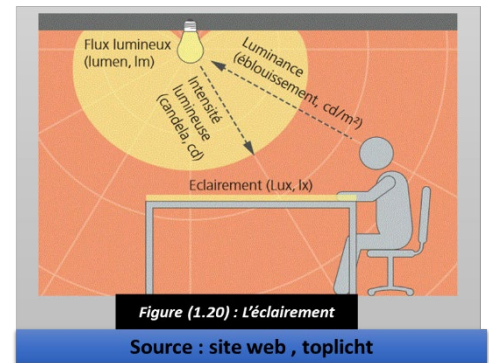 Flux lumineux
(lumen, lm)
Luminance
(éblouissement, cd/m²)
Intensité
lumineuse
(candela, cd)
Eclairement (Lux, lx)
Figure (1.20) : L’éclairement
Source : site web , toplicht